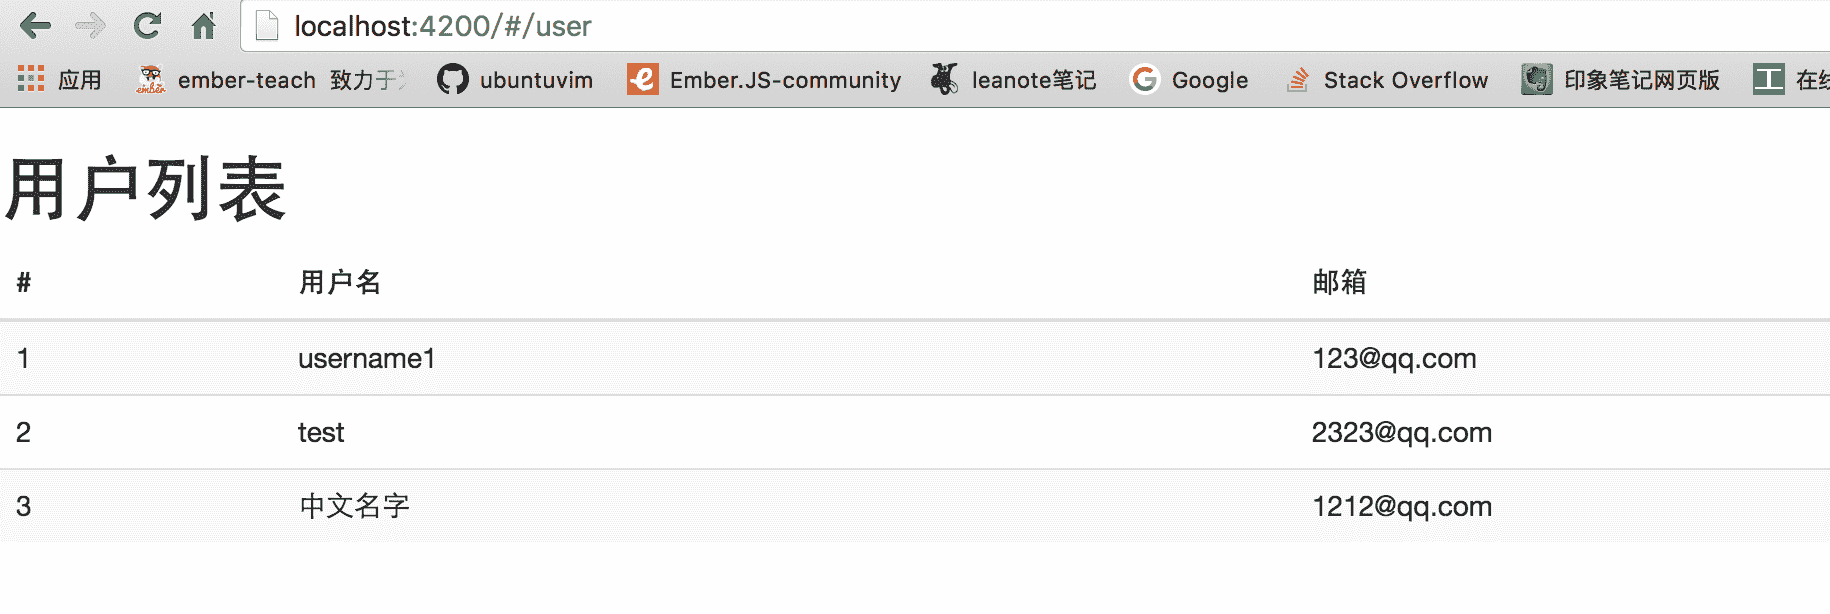 localhost:4200/#/user
应用 ember-teach 致力于 ubuntuvim Ember.JS-community leanote笔记 Google Stack Overflow 印象笔记网页版 在线
用户列表
# 用户名 邮箱
1 username1 123@qq.com
2 test 2323@qq.com
3 中文名字 1212@qq.com